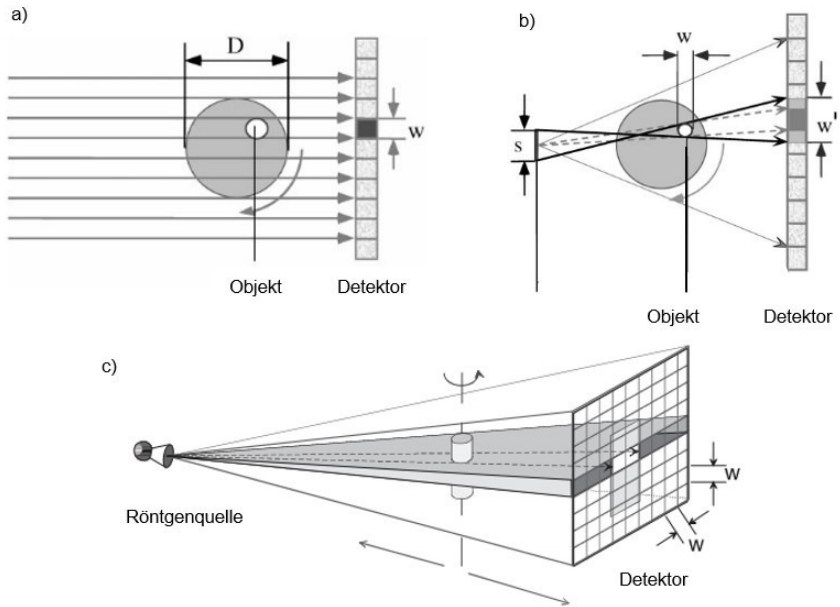 a)
D
w
Objekt
Detektor
b)
w
s
w'
Objekt
Detektor
c)
Röntgenquelle
w
w
Detektor